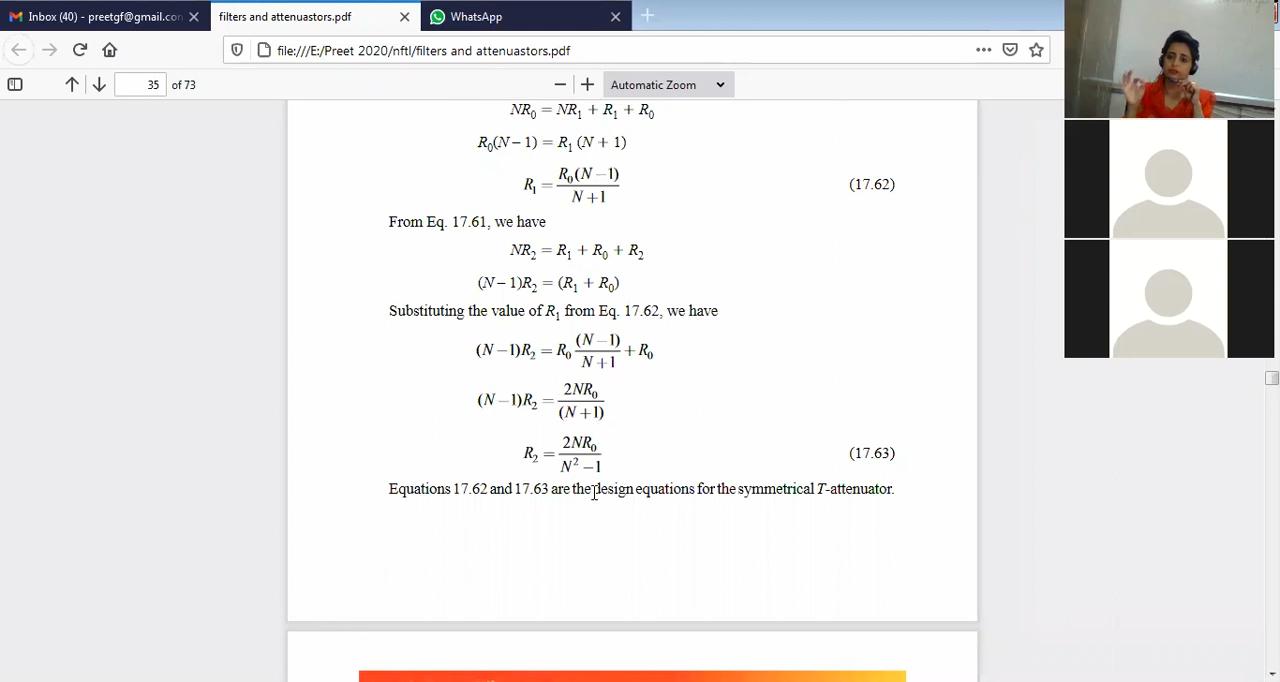 Inbox (40) - preetgf@gmail.con
filters and attenuastors.pdf
WhatsApp
file:///E:/Preet 2020/nftl/filters and attenuastors.pdf
35 of 73
Automatic Zoom
NR₀ = NR₁ + R₁ + R₀
R₀(N − 1) = R₁ (N + 1)
R₁ = R₀(N −1) / N +1 (17.62)
From Eq. 17.61, we have
NR₂ = R₁ + R₀ + R₂
(N − 1)R₂ = (R₁ + R₀)
Substituting the value of R₁ from Eq. 17.62, we have
(N −1)R₂ = R₀ (N −1) / N +1 + R₀
(N −1)R₂ = 2NR₀ / (N +1)
R₂ = 2NR₀ / N² −1 (17.63)
Equations 17.62 and 17.63 are the design equations for the symmetrical T-attenuator.